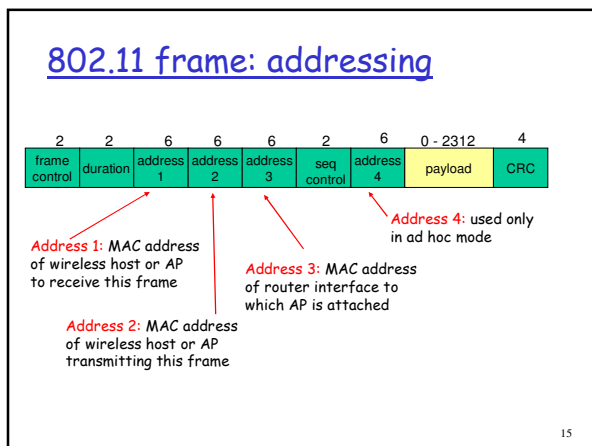 802.11 frame: addressing
2 2 6 6 6 2 6 0 - 2312 4
frame control duration address 1 address 2 address 3 seq control address 4 payload CRC
Address 4: used only
in ad hoc mode
Address 1: MAC address
of wireless host or AP
to receive this frame
Address 3: MAC address
of router interface to
which AP is attached
Address 2: MAC address
of wireless host or AP
transmitting this frame
15